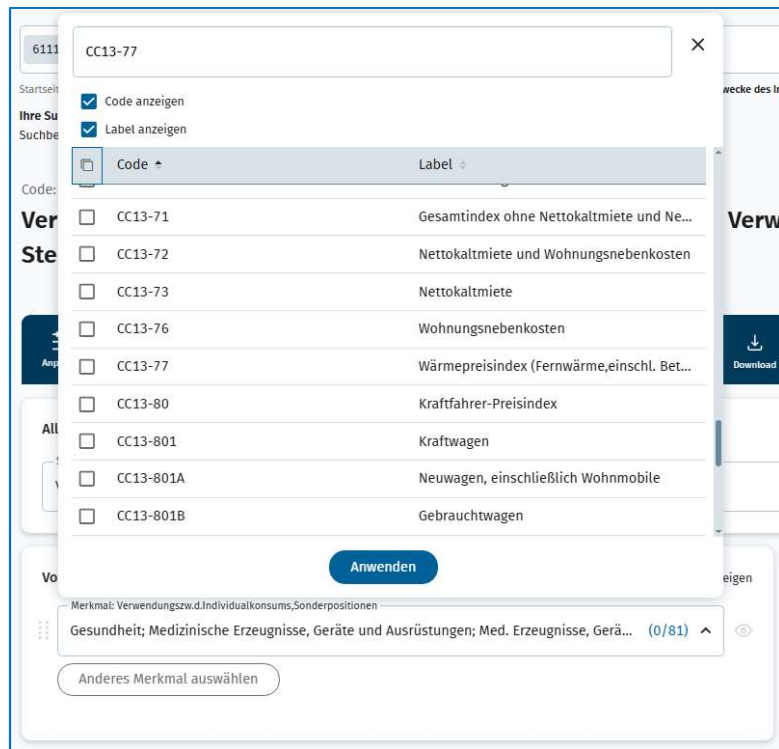 6111
CC13-77
Startseit
wecke des In
Ihre Su
Suchbe
Code anzeigen
Label anzeigen
Code
Label
Code:
Ver
Verw
Ste
CC13-71 Gesamtindex ohne Nettokaltmiete und Ne...
CC13-72 Nettokaltmiete und Wohnungsnebenkosten
CC13-73 Nettokaltmiete
CC13-76 Wohnungsnebenkosten
CC13-77 Wärmepreisindex (Fernwärme,einschl. Bet...
CC13-80 Kraftfahrer-Preisindex
CC13-801 Kraftwagen
CC13-801A Neuwagen, einschließlich Wohnmobile
CC13-801B Gebrauchtwagen
Anp
Download
All
Anwenden
Vo
eigen
Merkmal: Verwendungszw.d.Individualkonsums,Sonderpositionen
Gesundheit; Medizinische Erzeugnisse, Geräte und Ausrüstungen; Med. Erzeugnisse, Gerä... (0/81)
Anderes Merkmal auswählen